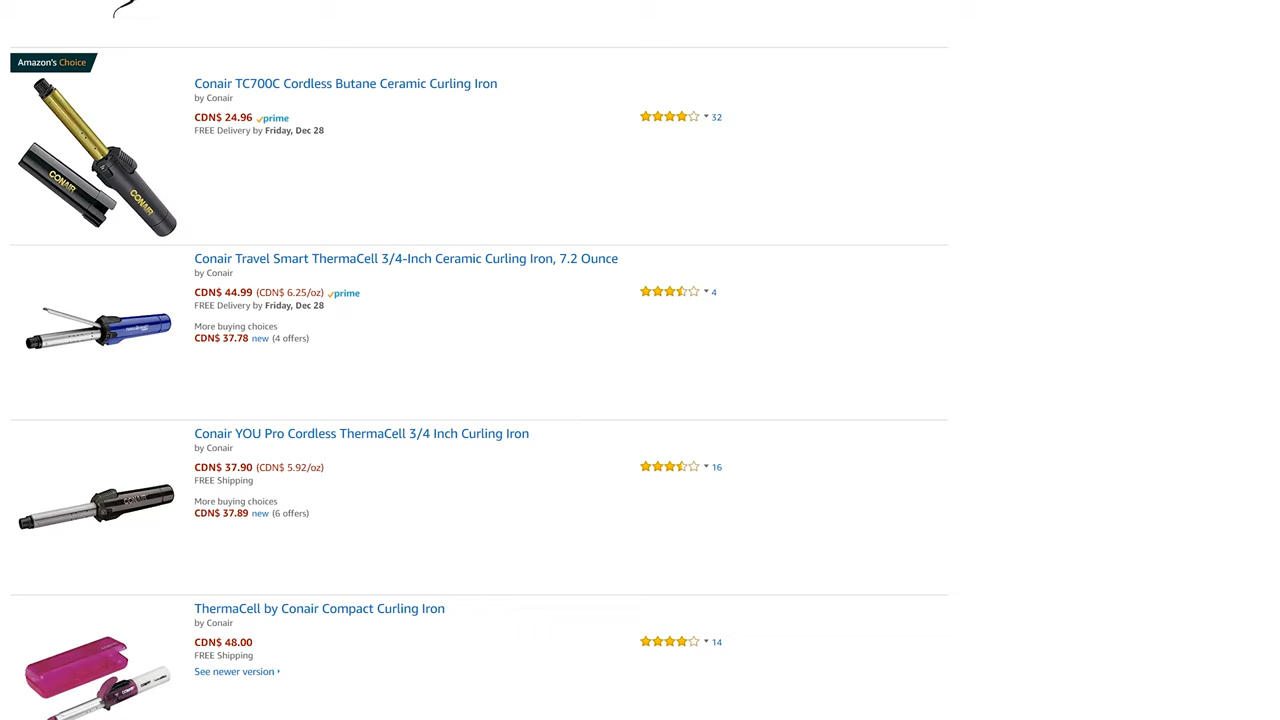 Amazon's Choice
Conair TC700C Cordless Butane Ceramic Curling Iron
by Conair
CDN$ 24.96 prime
32
FREE Delivery by Friday, Dec 28
CONAIR
CONAIR
Conair Travel Smart ThermaCell 3/4-Inch Ceramic Curling Iron, 7.2 Ounce
by Conair
CDN$ 44.99 (CDN$ 6.25/oz) prime
4
FREE Delivery by Friday, Dec 28
More buying choices
CDN$ 37.78 new (4 offers)
Conair YOU Pro Cordless ThermaCell 3/4 Inch Curling Iron
by Conair
CDN$ 37.90 (CDN$ 5.92/oz)
16
FREE Shipping
More buying choices
CDN$ 37.89 new (6 offers)
CONAIR
ThermaCell by Conair Compact Curling Iron
by Conair
CDN$ 48.00
14
FREE Shipping
See newer version